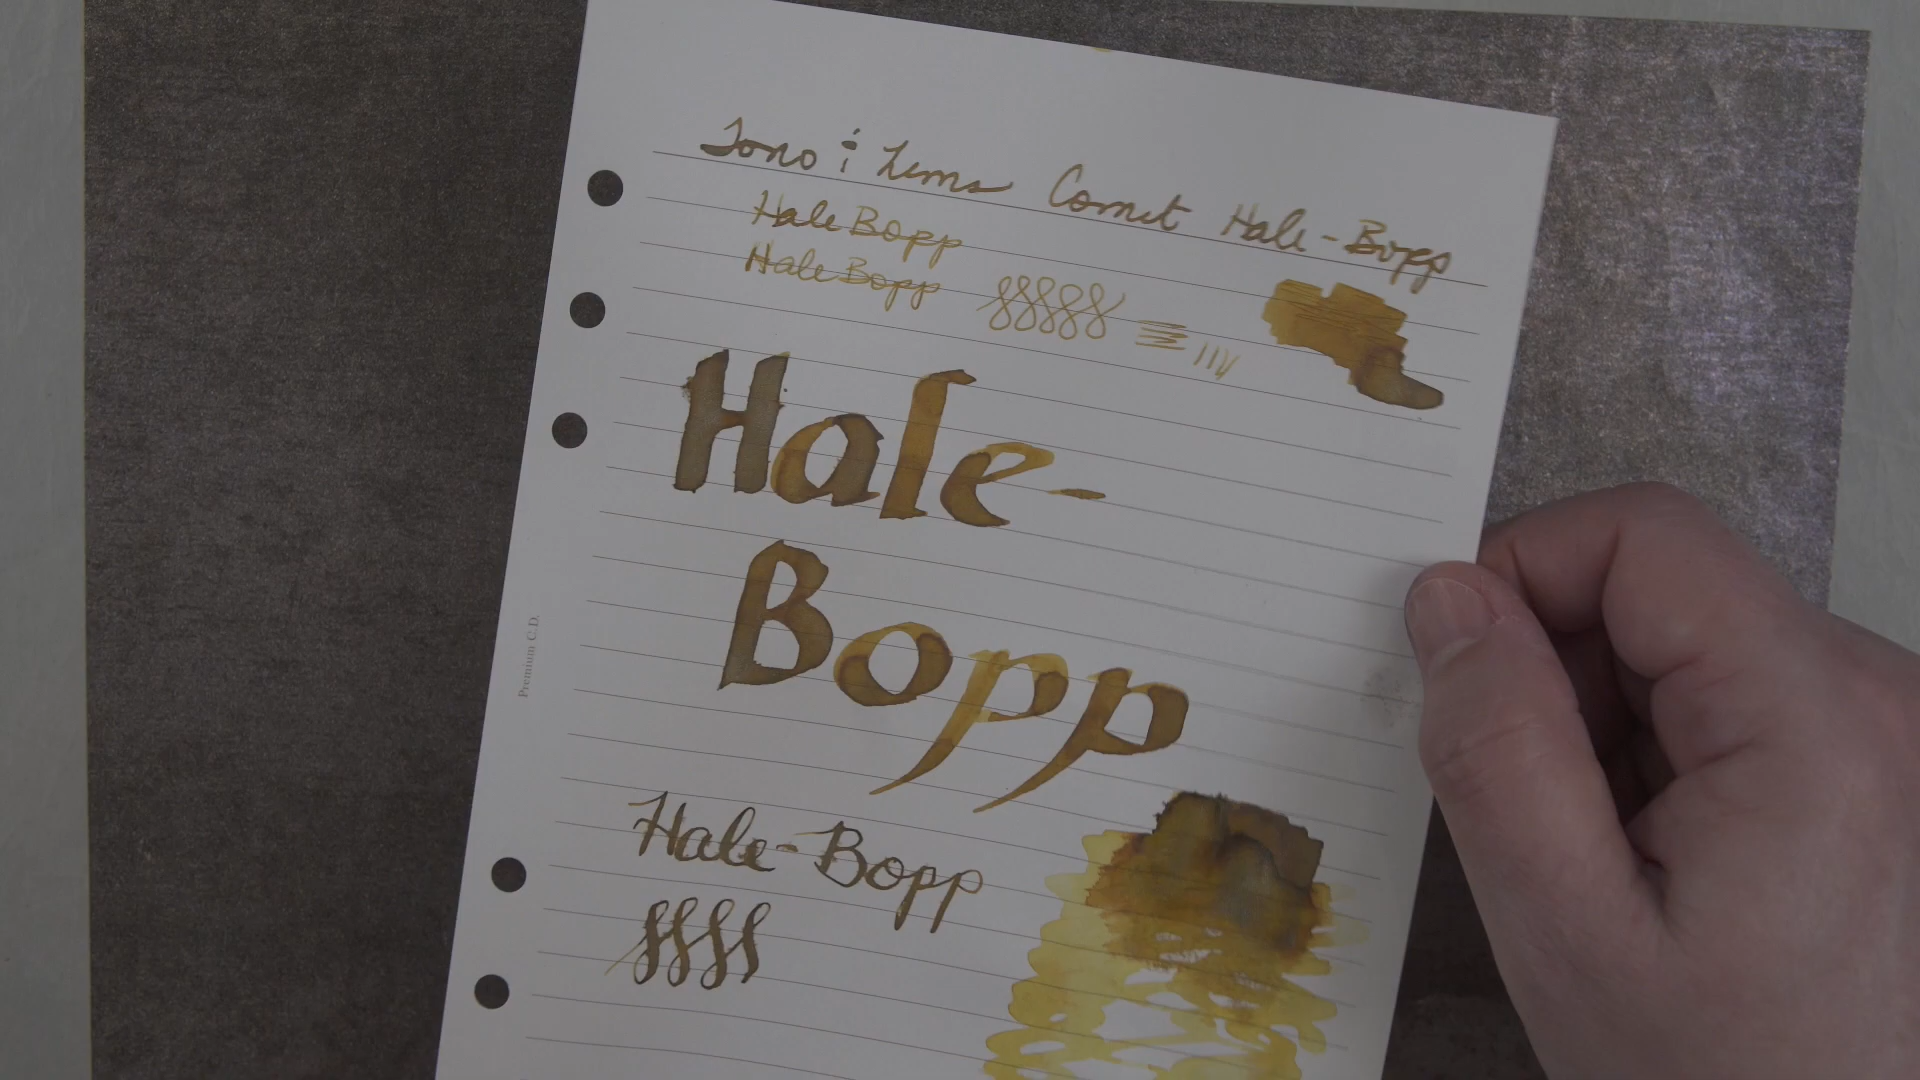 Tono & Lims Comet Hale-Bopp
Hale Bopp
Hale Bopp
Hale-
Bopp
Hale-Bopp
Premium C.D.